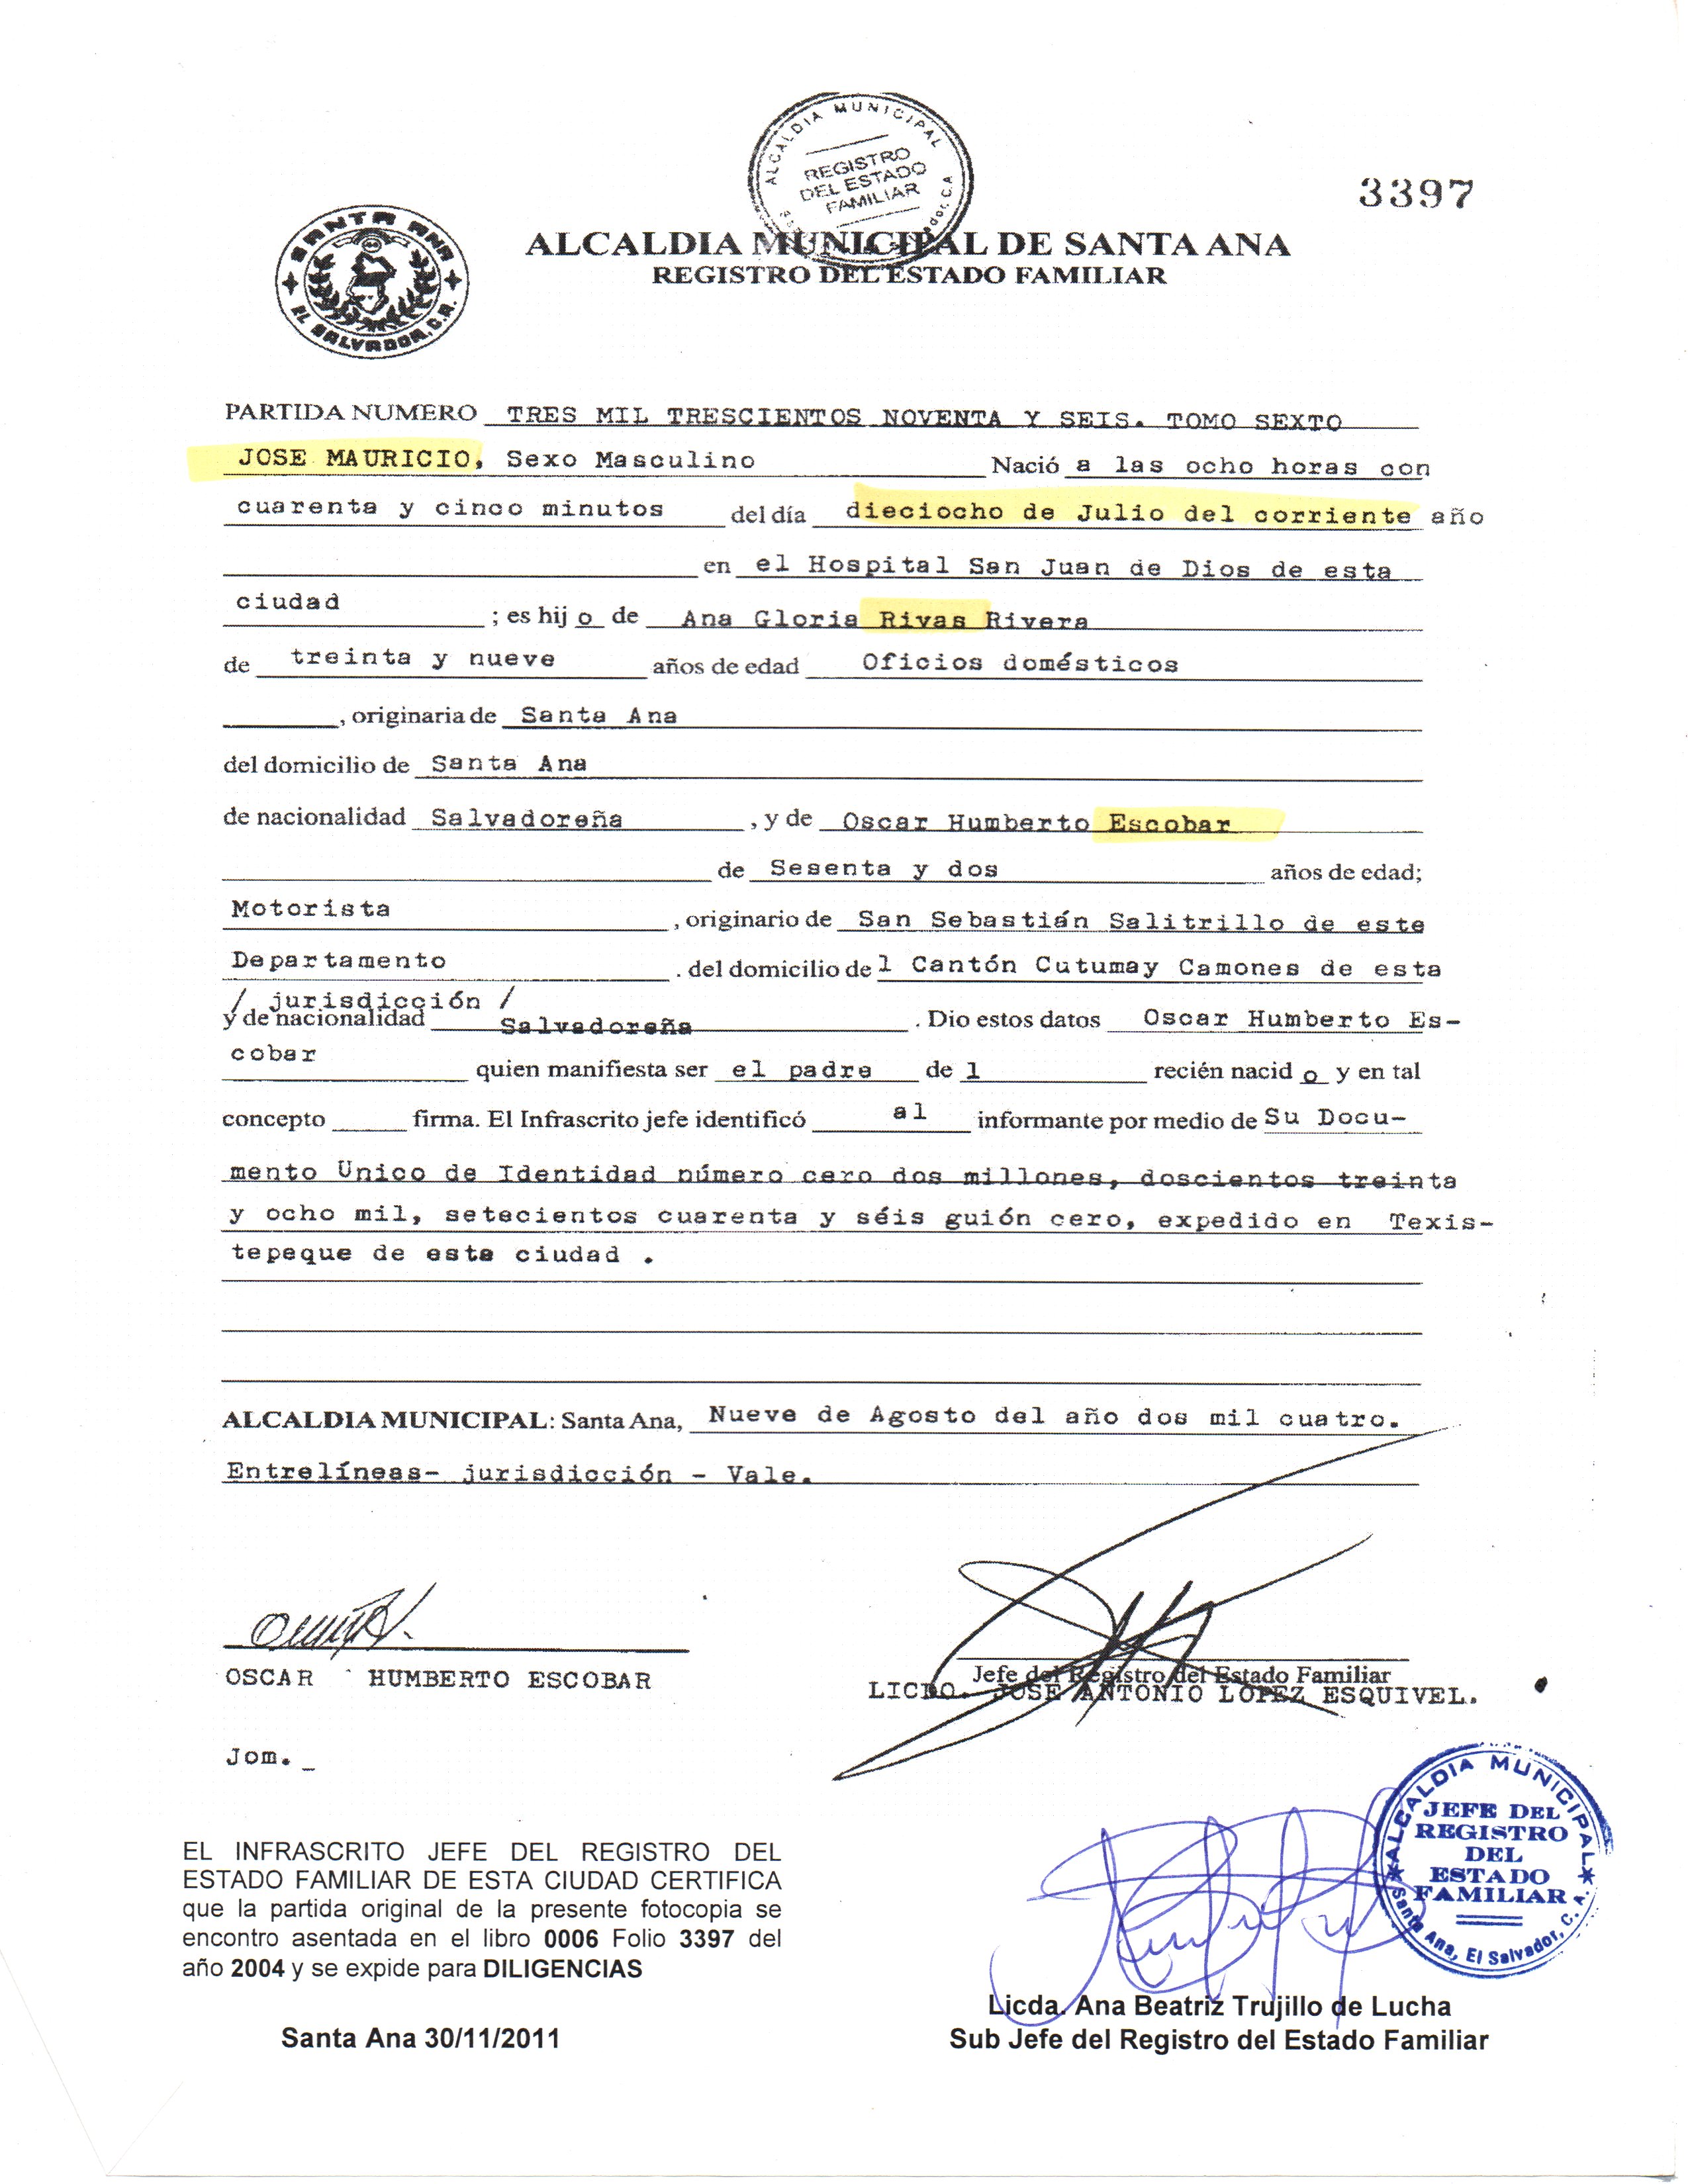 ALCALDIA MUNICIPAL
REGISTRO
DEL ESTADO
FAMILIAR
3397
SANTA ANA
EL SALVADOR, C.A.
ALCALDIA MUNICIPAL DE SANTA ANA
REGISTRO DEL ESTADO FAMILIAR
PARTIDA NUMERO TRES MIL TRESCIENTOS NOVENTA Y SEIS. TOMO SEXTO
JOSE MAURICIO, Sexo Masculino Nació a las ocho horas con
cuarenta y cinco minutos del día dieciocho de Julio del corriente año
en el Hospital San Juan de Dios de esta
ciudad ; es hij o de Ana Gloria Rivas Rivera
de treinta y nueve años de edad Oficios domésticos
, originaria de Santa Ana
del domicilio de Santa Ana
de nacionalidad Salvadoreña , y de Oscar Humberto Escobar
de Sesenta y dos años de edad;
Motorista , originario de San Sebastián Salitrillo de este
Departamento . del domicilio de l Cantón Cutumay Camones de esta
/ jurisdicción /
y de nacionalidad Salvadoreña . Dio estos datos Oscar Humberto Es-
cobar quien manifiesta ser el padre de l recién nacid o y en tal
concepto firma. El Infrascrito jefe identificó al informante por medio de Su Docu-
mento Unico de Identidad número cero dos millones, doscientos treinta
y ocho mil, setecientos cuarenta y séis guión cero, expedido en Texis-
tepeque de esta ciudad .
ALCALDIA MUNICIPAL: Santa Ana, Nueve de Agosto del año dos mil cuatro.
Entrelíneas- jurisdicción - Vale.
OSCAR HUMBERTO ESCOBAR
Jefe del Registro del Estado Familiar
LICDO. JOSE ANTONIO LOPEZ ESQUIVEL.
Jom.
ALCALDIA MUNICIPAL
JEFE DEL
REGISTRO
DEL
ESTADO
FAMILIAR
Santa Ana, El Salvador, C. A.
EL INFRASCRITO JEFE DEL REGISTRO DEL
ESTADO FAMILIAR DE ESTA CIUDAD CERTIFICA
que la partida original de la presente fotocopia se
encontro asentada en el libro 0006 Folio 3397 del
año 2004 y se expide para DILIGENCIAS
Santa Ana 30/11/2011
Licda. Ana Beatriz Trujillo de Lucha
Sub Jefe del Registro del Estado Familiar